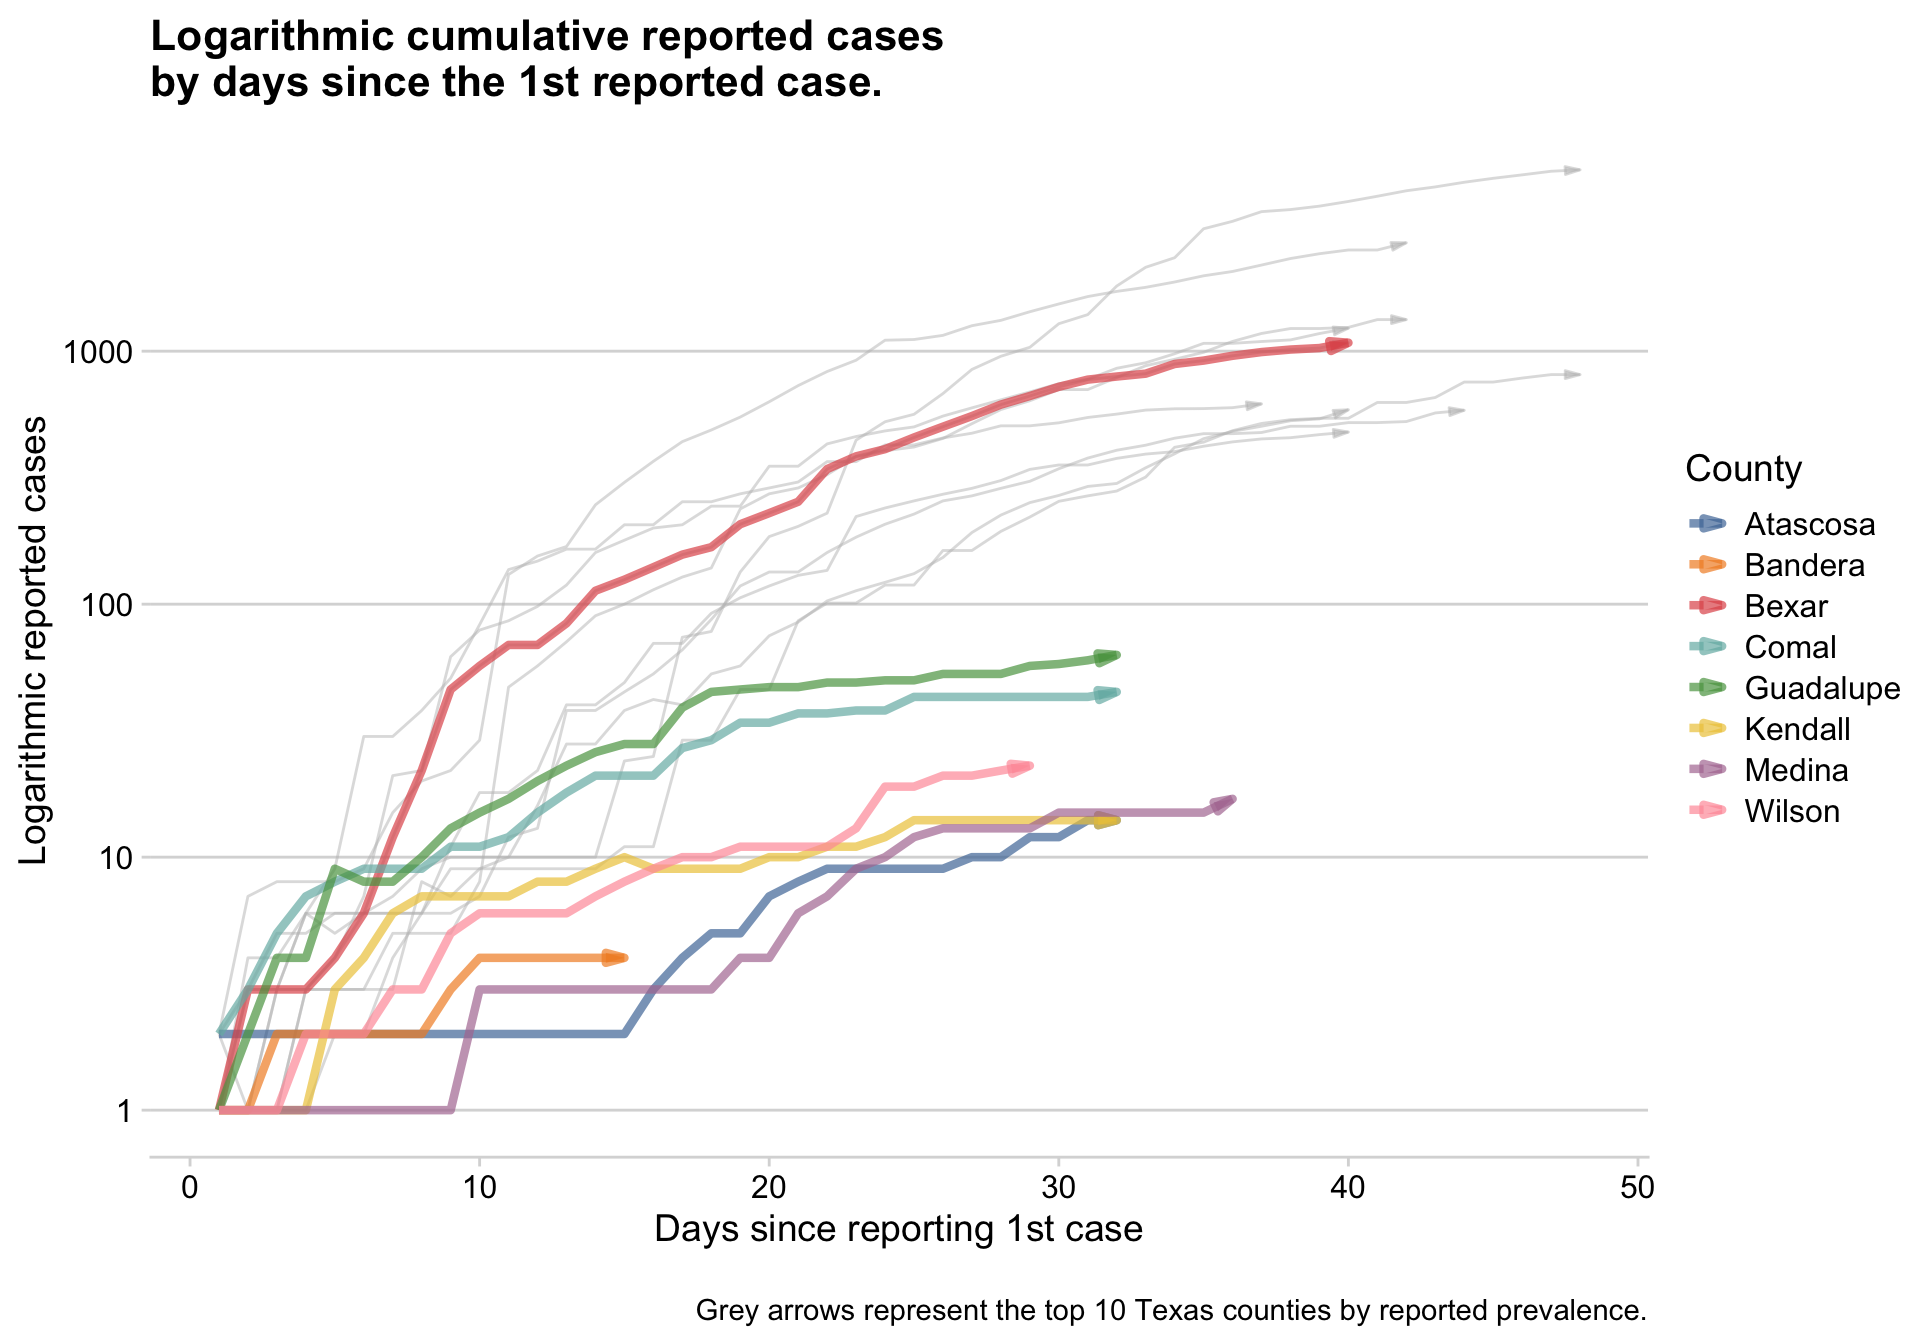 Logarithmic cumulative reported cases
by days since the 1st reported case.
Logarithmic reported cases
1000
100
10
1
0 10 20 30 40 50
Days since reporting 1st case
County
Atascosa
Bandera
Bexar
Comal
Guadalupe
Kendall
Medina
Wilson
Grey arrows represent the top 10 Texas counties by reported prevalence.